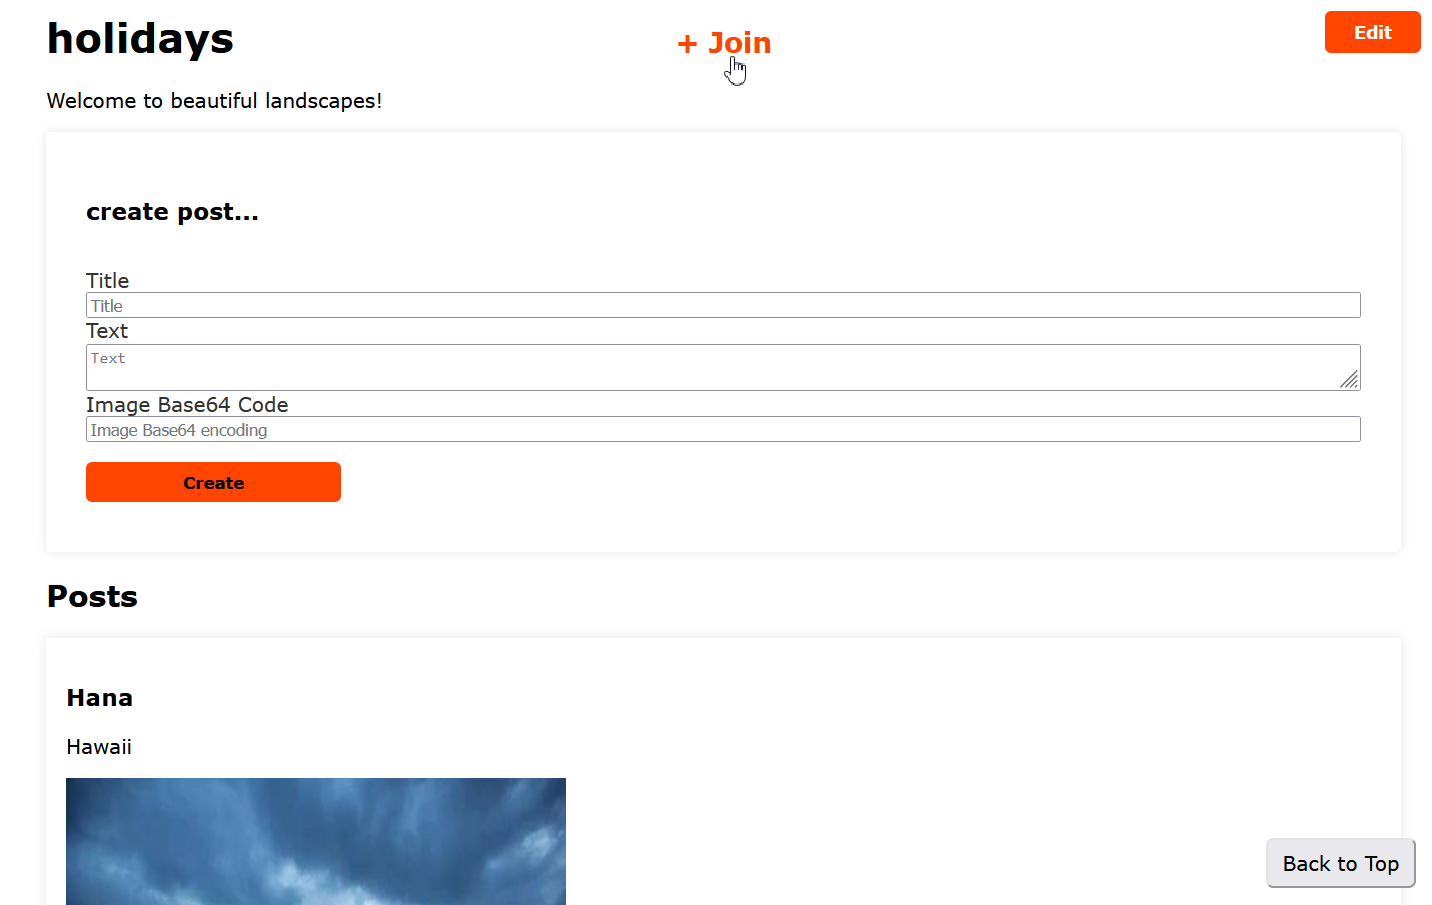 holidays
+ Join
Edit
Welcome to beautiful landscapes!
create post...
Title
Title
Text
Text
Image Base64 Code
Image Base64 encoding
Create
Posts
Hana
Hawaii
Back to Top